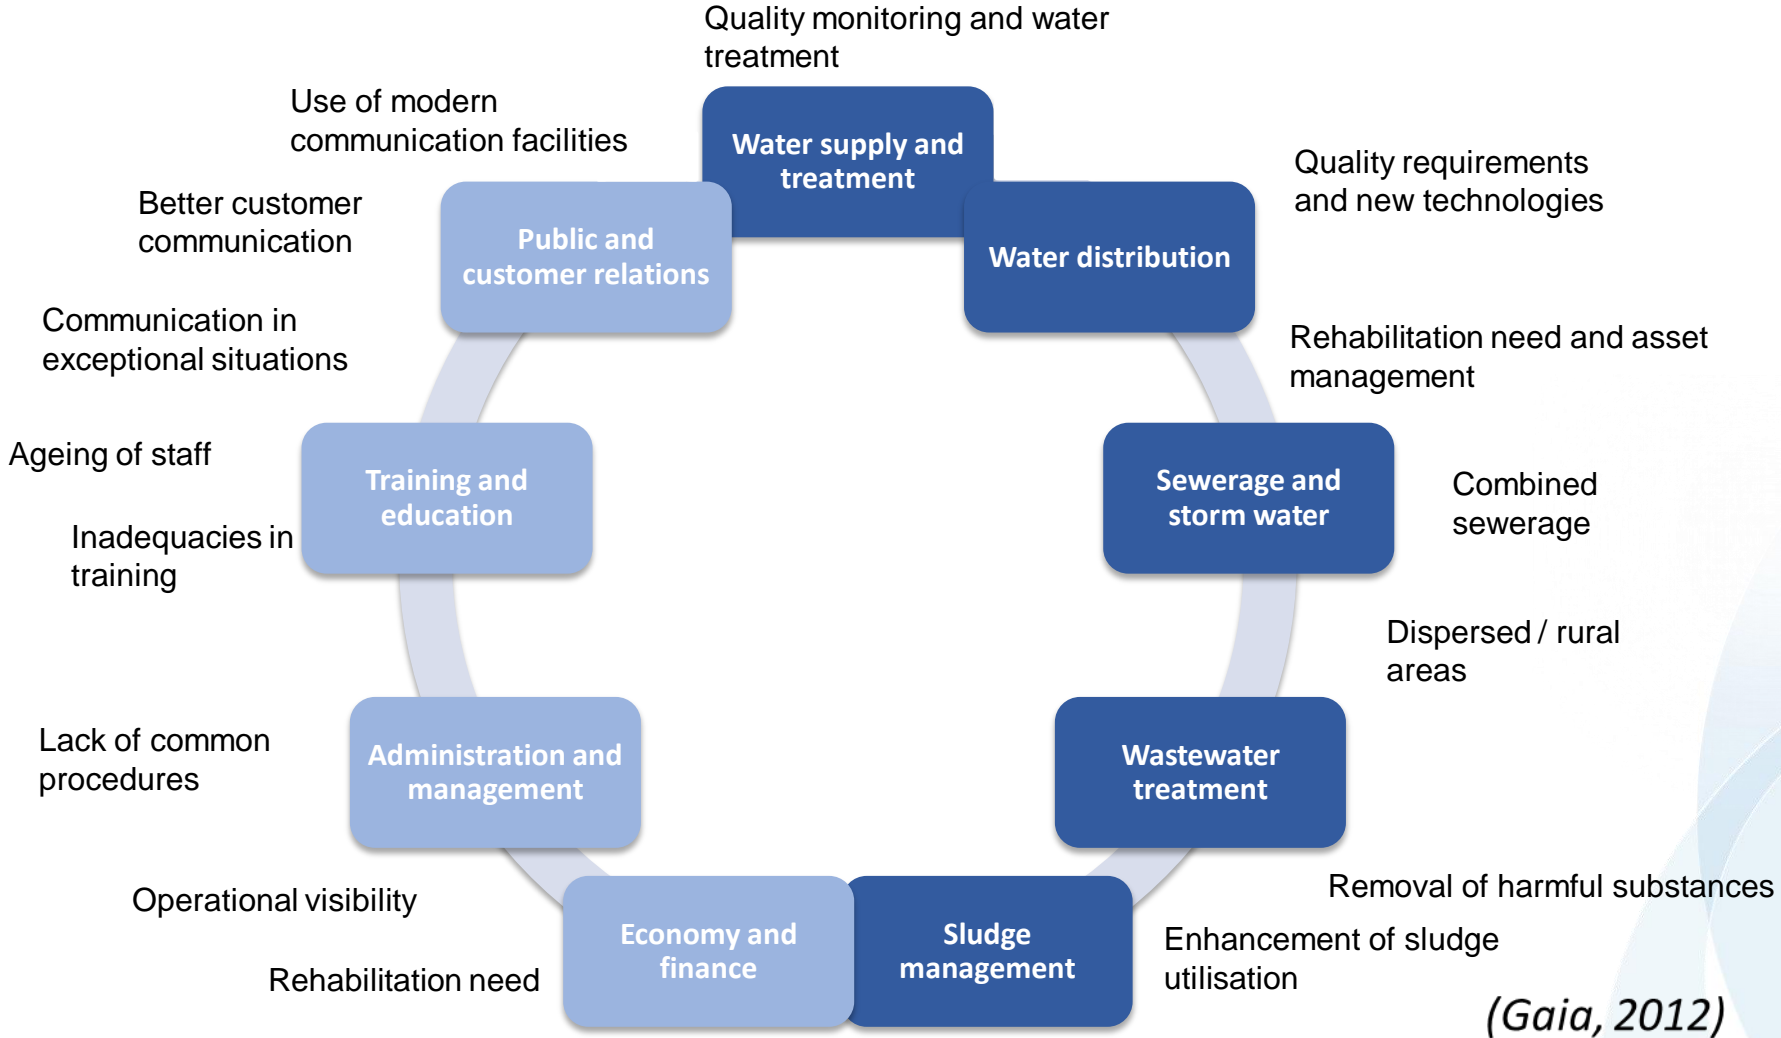 Quality monitoring and water
treatment
Use of modern
communication facilities
Water supply and
treatment
Quality requirements
and new technologies
Better customer
communication
Public and
customer relations
Water distribution
Communication in
exceptional situations
Rehabilitation need and asset
management
Ageing of staff
Training and
education
Sewerage and
storm water
Combined
sewerage
Inadequacies in
training
Dispersed / rural
areas
Lack of common
procedures
Administration and
management
Wastewater
treatment
Operational visibility
Removal of harmful substances
Economy and
finance
Sludge
management
Enhancement of sludge
utilisation
Rehabilitation need
(Gaia, 2012)